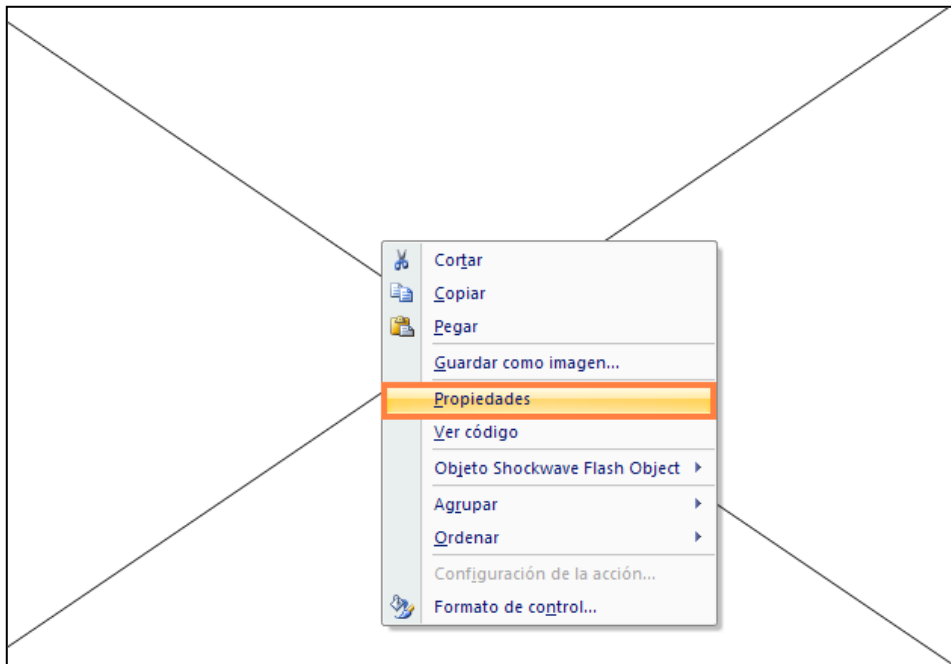 Cortar
Copiar
Pegar
Guardar como imagen...
Propiedades
Ver código
Objeto Shockwave Flash Object
Agrupar
Ordenar
Configuración de la acción...
Formato de control...